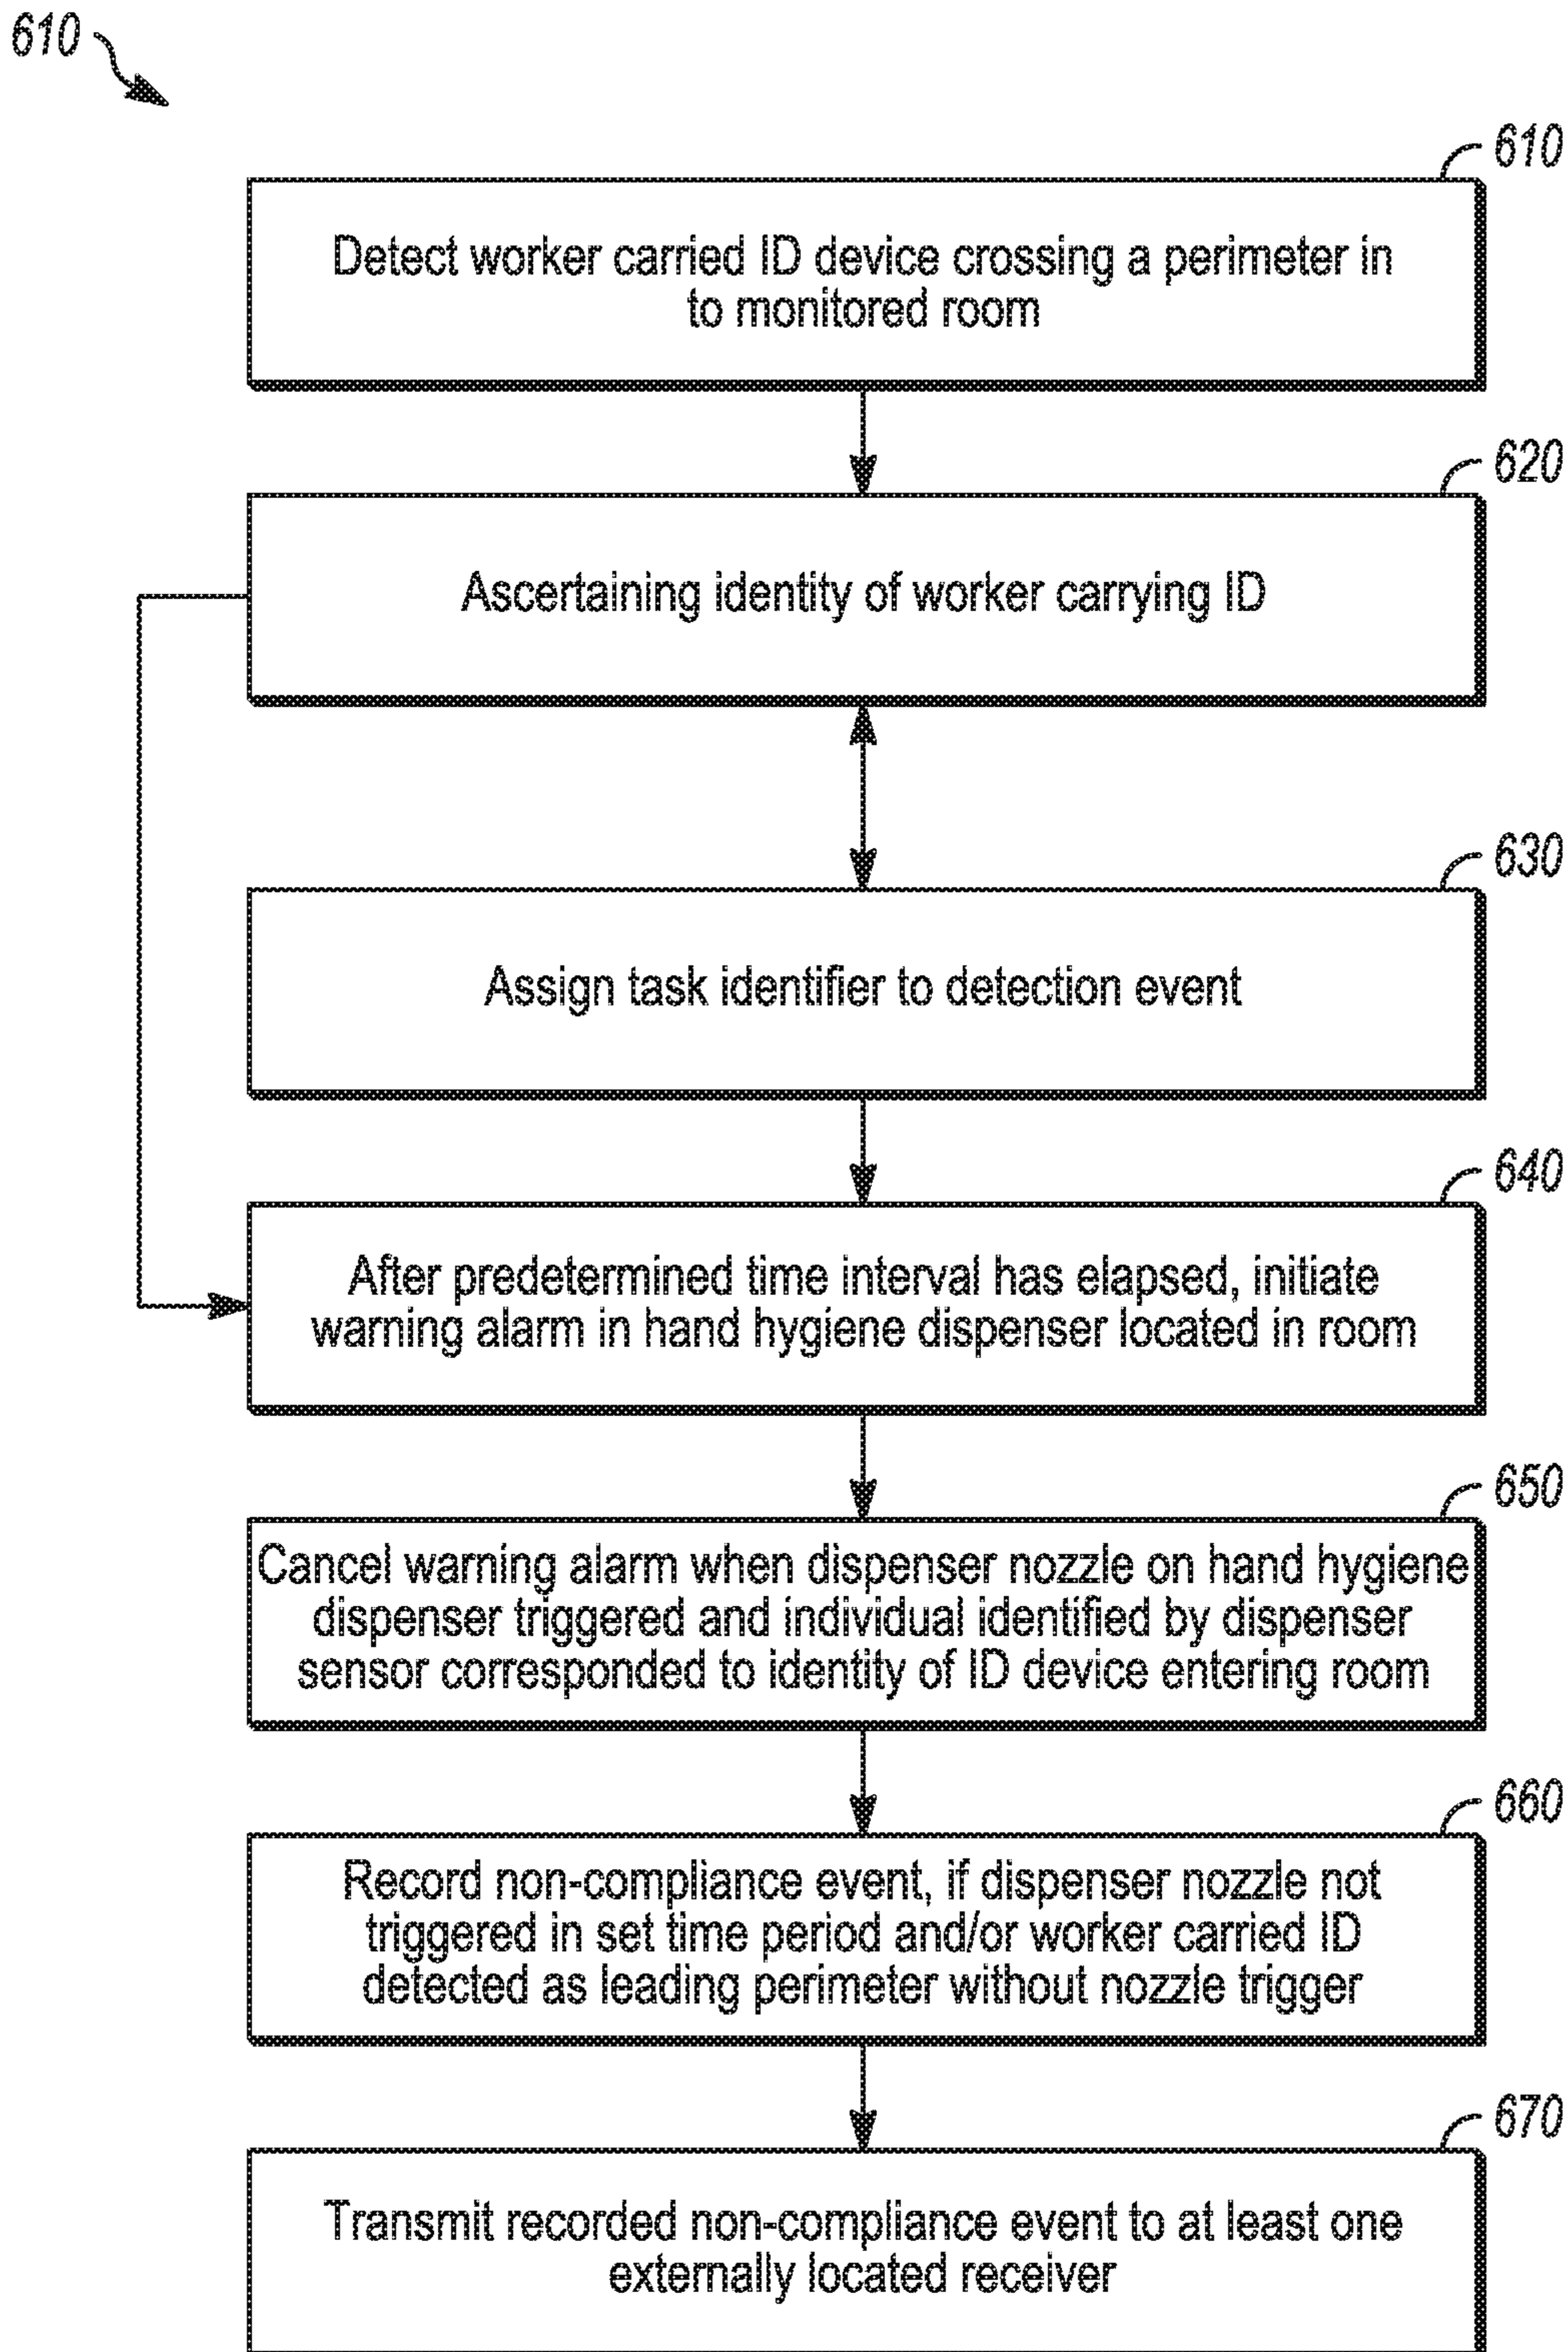 610
610
Detect worker carried ID device crossing a perimeter in
to monitored room
620
Ascertaining identity of worker carrying ID
630
Assign task identifier to detection event
640
After predetermined time interval has elapsed, initiate
warning alarm in hand hygiene dispenser located in room
650
Cancel warning alarm when dispenser nozzle on hand hygiene
dispenser triggered and individual identified by dispenser
sensor corresponded to identity of ID device entering room
660
Record non-compliance event, if dispenser nozzle not
triggered in set time period and/or worker carried ID
detected as leading perimeter without nozzle trigger
670
Transmit recorded non-compliance event to at least one
externally located receiver